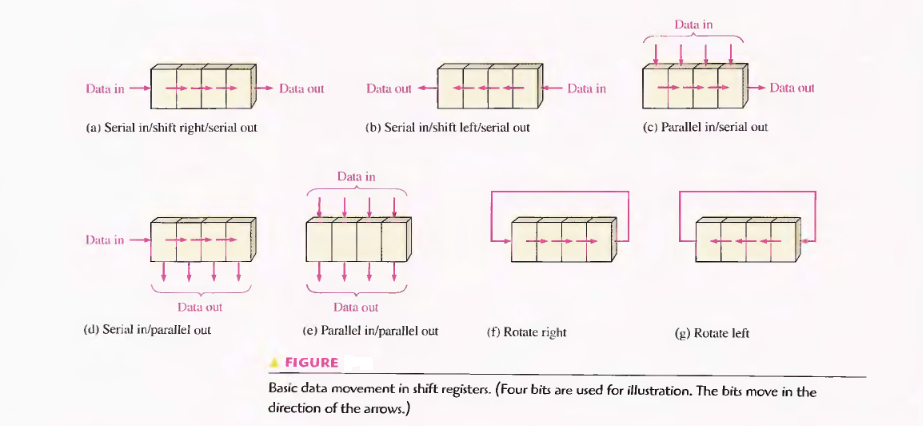 Data in
Data in
Data out
Data out
Data in
Data out
(a) Serial in/shift right/serial out
(b) Serial in/shift left/serial out
(c) Parallel in/serial out
Data in
Data in
Data out
Data out
(d) Serial in/parallel out
(e) Parallel in/parallel out
(f) Rotate right
(g) Rotate left
FIGURE
Basic data movement in shift registers. (Four bits are used for illustration. The bits move in the
direction of the arrows.)